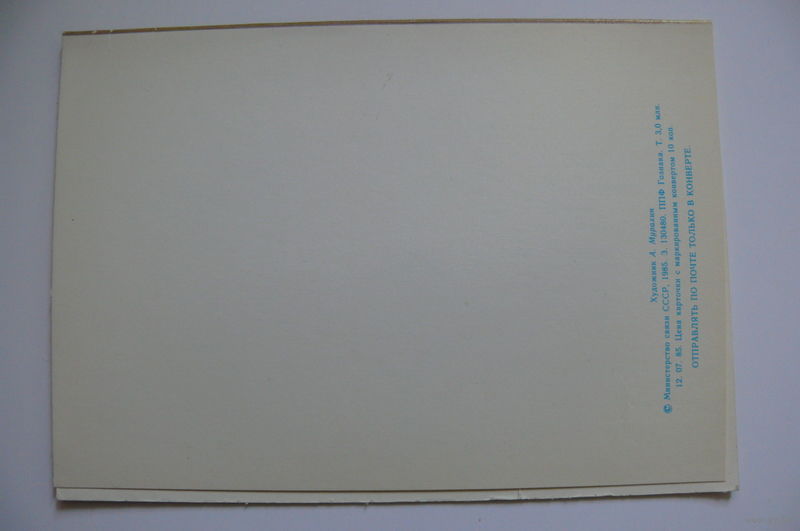 Художник А. Муралин
© Министерство связи СССР, 1985. З. 130480. ППФ Гознака. Т. 3,0 млн.
12. 07. 85. Цена карточки с маркированным конвертом 10 коп.
ОТПРАВЛЯТЬ ПО ПОЧТЕ ТОЛЬКО В КОНВЕРТЕ.